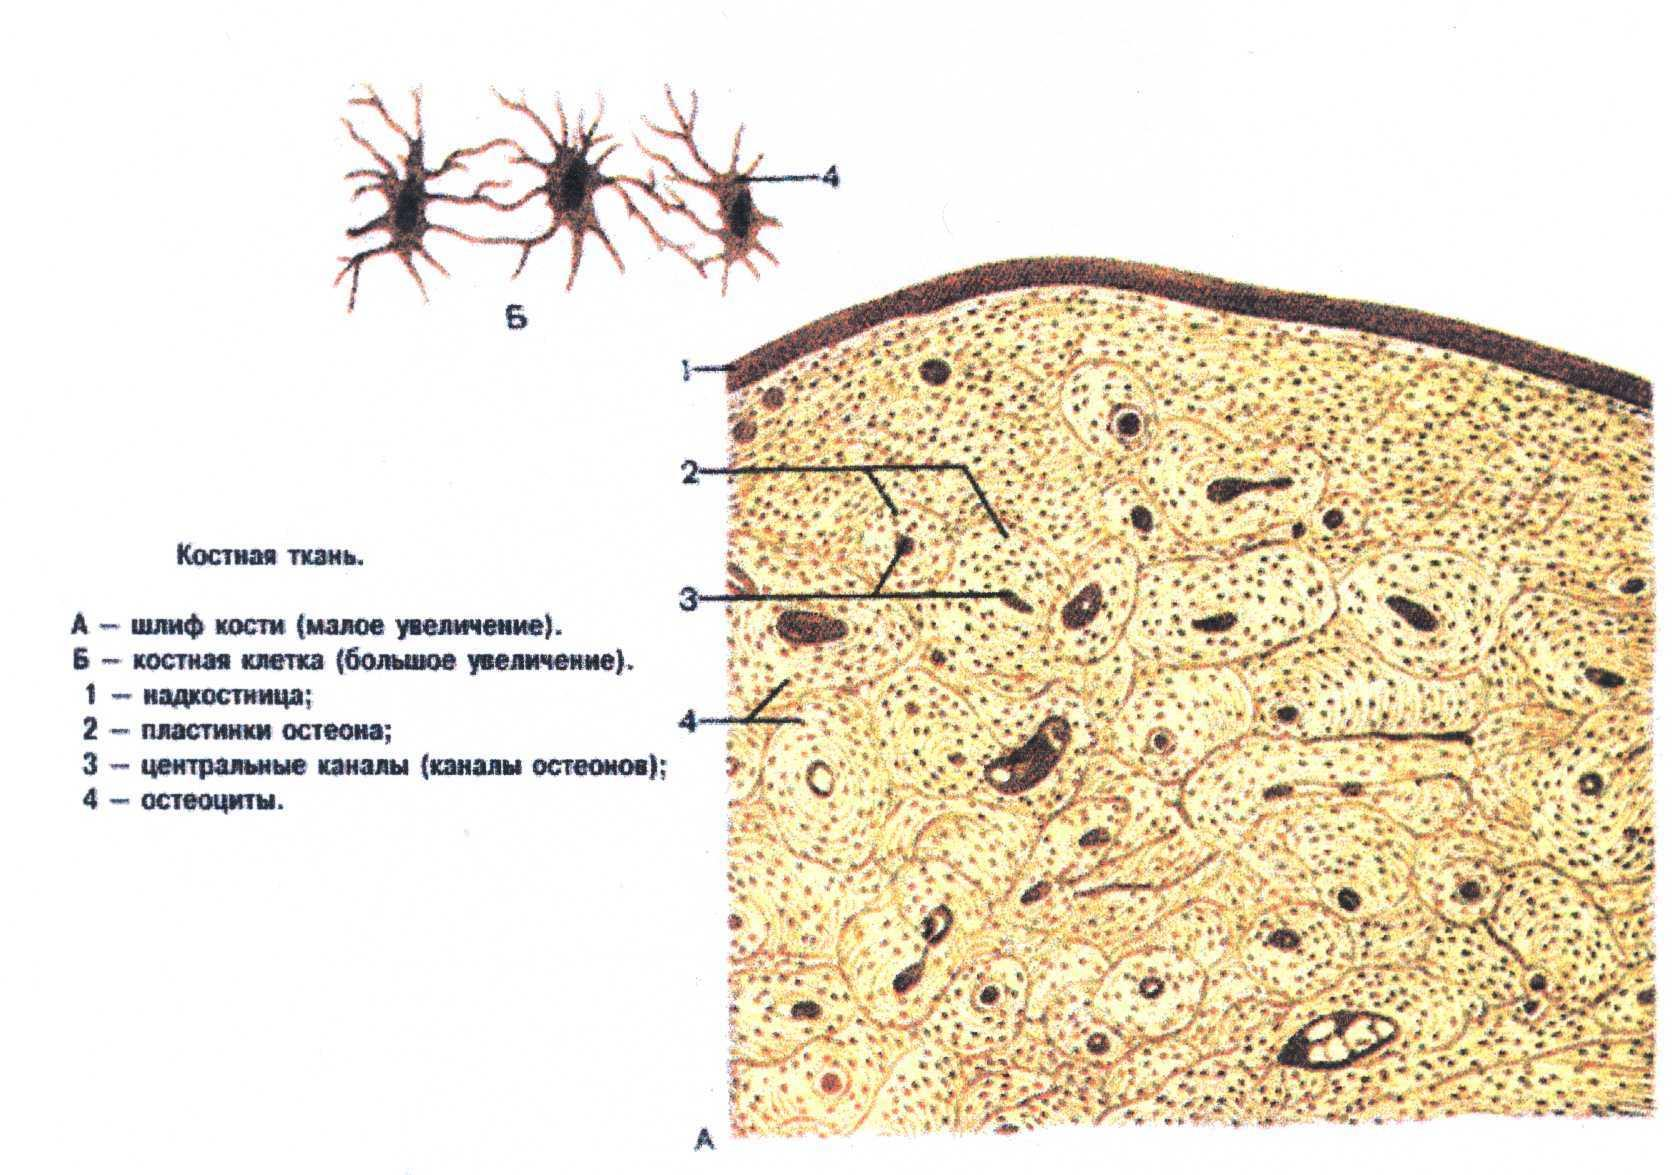 4
Б
1
2
3
4
Костная ткань.
А – шлиф кости (малое увеличение).
Б – костная клетка (большое увеличение).
1 – надкостница;
2 – пластинки остеона;
3 – центральные каналы (каналы остеонов);
4 – остеоциты.
А